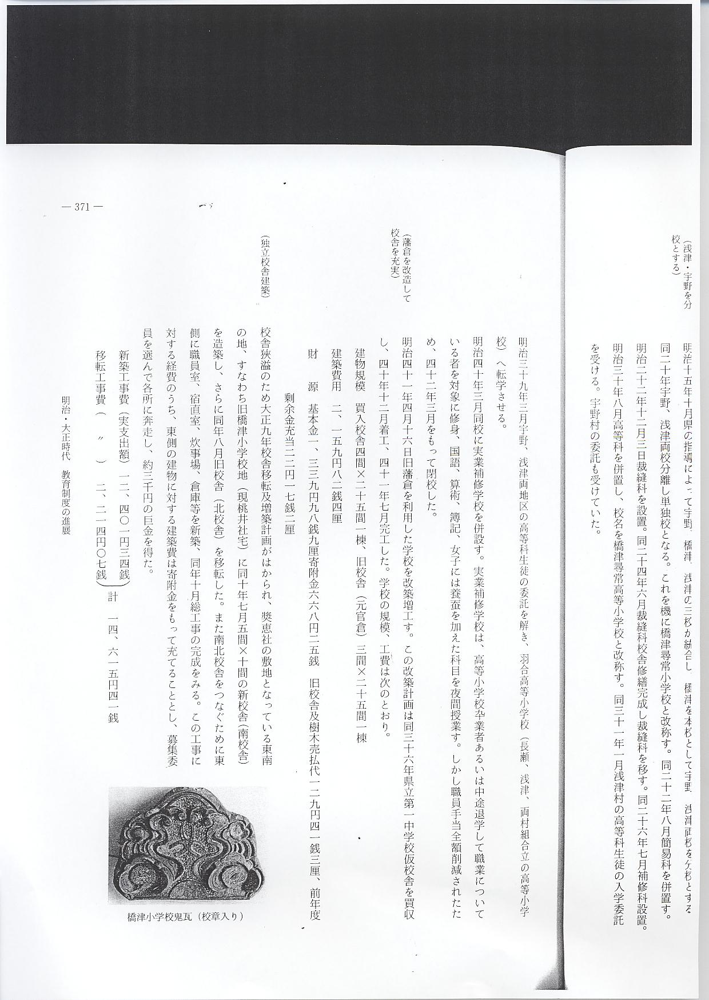 （浅津・宇野を分
校とする）
明治十五年十月県の指導によって宇野、橋津、浅津の三校が統合し、橋津を本校として宇野、浅津両校を分校とする。
同二十年宇野、浅津両校分離し単独校となる。これを機に橋津尋常小学校と改称す。同二十二年八月簡易科を併置す。
明治二十二年十二月三日裁縫科を設置。同二十四年六月裁縫科校舎修繕完成し裁縫科を移す。同二十六年七月補修科設置。
明治三十年八月高等科を併置し、校名を橋津尋常高等小学校と改称す。同三十一年一月浅津村の高等科生徒の入学委託
を受ける。宇野村の委託も受けていた。
明治三十九年三月宇野、浅津両地区の高等科生徒の委託を解き、羽合高等小学校（長瀬、浅津、両村組合立の高等小学
校）へ転学させる。
明治四十年三月同校に実業補修学校を併設す。実業補修学校は、高等小学校卒業者あるいは中途退学して職業について
いる者を対象に修身、国語、算術、簿記、女子には養蚕を加えた科目を夜間授業す。しかし職員手当全額削減されたた
め、四十二年三月をもって閉校した。
（藩倉を改造して
校舎を充実）
明治四十一年四月十六日旧藩倉を利用した学校を改築増工す。この改築計画は同三十六年県立第一中学校仮校舎を買収
し、四十年十二月着工、四十一年七月完工した。学校の規模、工費は次のとおり。
建物規模　買入校舎四間×二十五間一棟、旧校舎（元官倉）三間×二十五間一棟
建築費用　二、一五九円八二銭四厘
財　　源　基本金一、三三九円九八銭九厘寄附金六六八円二五銭　旧校舎及樹木売払代一二九円四一銭三厘、前年度
剰余金充当二二円一七銭二厘
（独立校舎建築）
校舎狭溢のため大正九年校舎移転及増築計画がはかられ、奨恵社の敷地となっている東南
の地、すなわち旧橋津小学校地（現桃井社宅）に同十年七月五間×十間の新校舎（南校舎）
を造築し、さらに同年八月旧校舎（北校舎）を移転した。また南北校舎をつなぐために東
側に職員室、宿直室、炊事場、倉庫等を新築、同年十月総工事の完成をみる。この工事に
対する経費のうち、東側の建物に対する建築費は寄附金をもって充てることとし、募集委
員を選んで各所に奔走し、約三千円の巨金を得た。
新築工事費（実支出額）一二、四〇一円三四銭
移転工事費（　〃　）二、二一四円〇七銭
計　一四、六一五円四一銭
橋津小学校鬼瓦（校章入り）
明治・大正時代　教育制度の進展
— 371 —